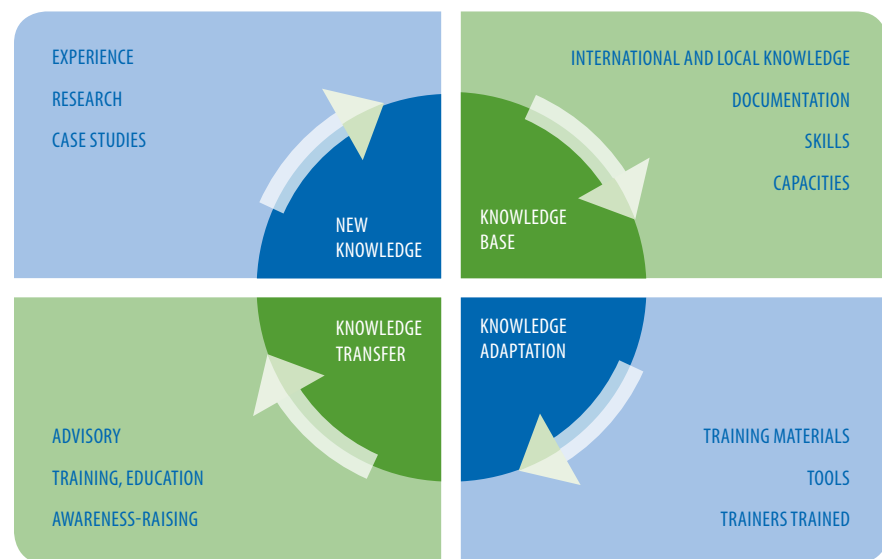 EXPERIENCE
RESEARCH
CASE STUDIES
NEW
KNOWLEDGE
INTERNATIONAL AND LOCAL KNOWLEDGE
DOCUMENTATION
SKILLS
CAPACITIES
KNOWLEDGE
BASE
KNOWLEDGE
TRANSFER
ADVISORY
TRAINING, EDUCATION
AWARENESS-RAISING
KNOWLEDGE
ADAPTATION
TRAINING MATERIALS
TOOLS
TRAINERS TRAINED